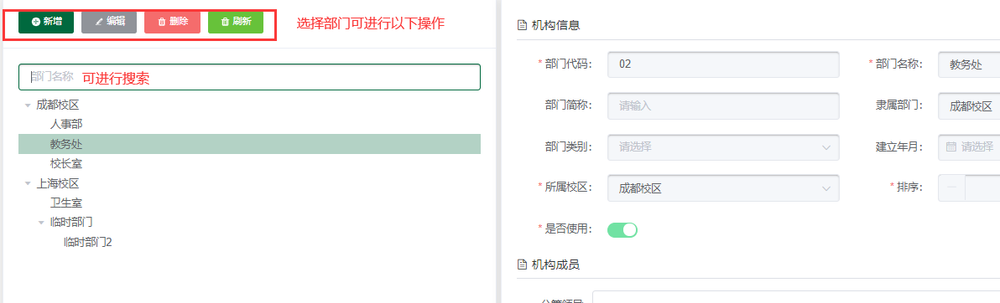 新增 编辑 删除 刷新 选择部门可进行以下操作
部门名称 可进行搜索
成都校区
人事部
教务处
校长室
上海校区
卫生室
临时部门
临时部门2
机构信息
* 部门代码: 02 * 部门名称: 教务处
部门简称: 请输入 隶属部门: 成都校区
部门类别: 请选择 建立年月: 请选择
* 所属校区: 成都校区 * 排序:
* 是否使用:
机构成员